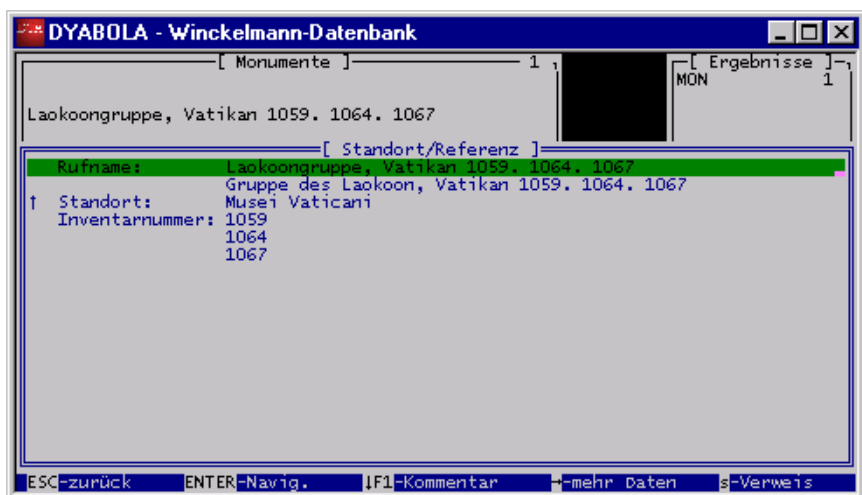 DYABOLA - Winckelmann-Datenbank
[ Monumente ] 1
[ Ergebnisse ]
MON 1
Laokoongruppe, Vatikan 1059. 1064. 1067
[ Standort/Referenz ]
Rufname: Laokoongruppe, Vatikan 1059. 1064. 1067
Gruppe des Laokoon, Vatikan 1059. 1064. 1067
↑ Standort: Musei Vaticani
Inventarnummer: 1059
1064
1067
ESC-zurück ENTER-Navig. ↓F1-Kommentar →-mehr Daten s-Verweis